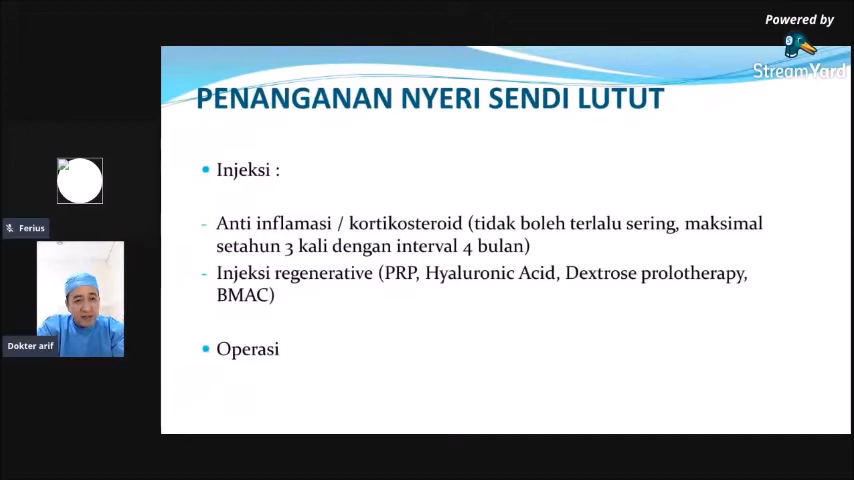 Powered by
StreamYard
PENANGANAN NYERI SENDI LUTUT
• Injeksi :
- Anti inflamasi / kortikosteroid (tidak boleh terlalu sering, maksimal
setahun 3 kali dengan interval 4 bulan)
- Injeksi regenerative (PRP, Hyaluronic Acid, Dextrose prolotherapy,
BMAC)
• Operasi
Ferius
Dokter arif